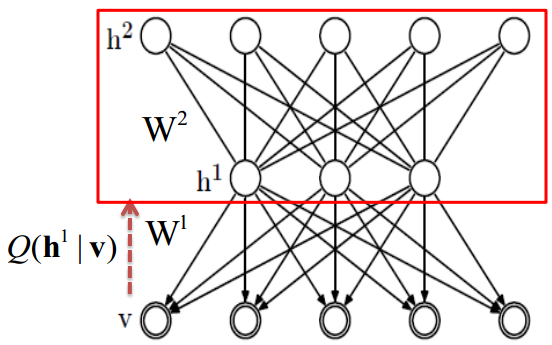 h²
W²
h¹
W¹
Q(h¹ | v)
v